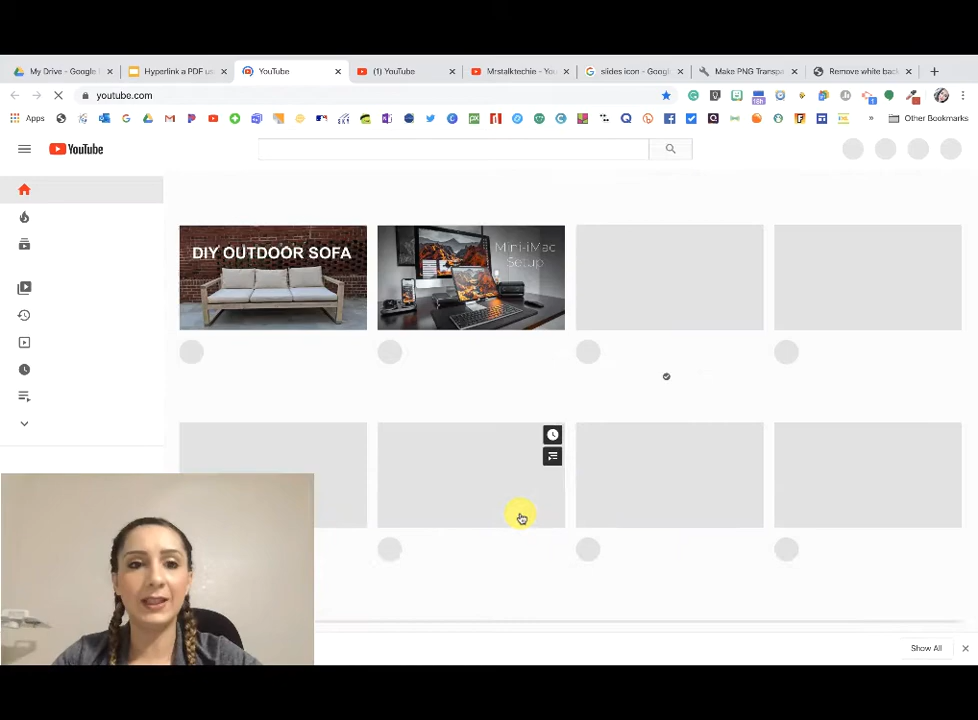 My Drive - Google
Hyperlink a PDF us
YouTube
(1) YouTube
Mrstalktechie - You
slides icon - Googl
Make PNG Transpa
Remove white back
youtube.com
Apps
Other Bookmarks
YouTube
DIY OUTDOOR SOFA
Mini-iMac
Setup
Show All